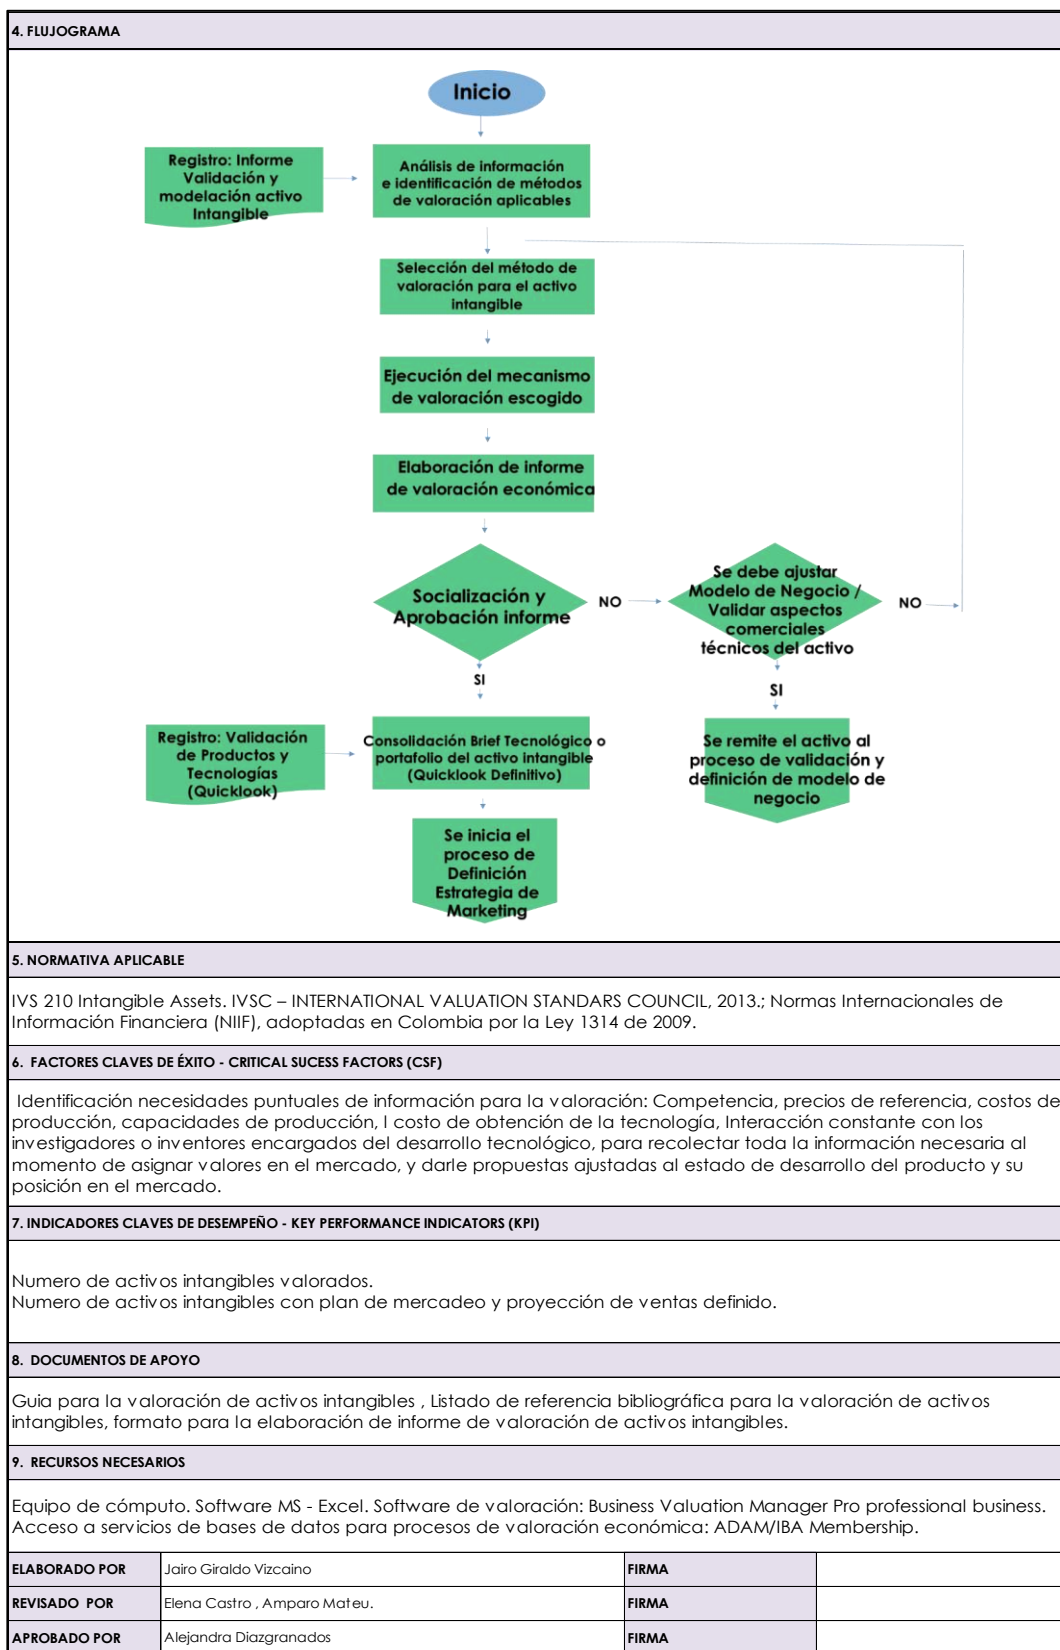 4. FLUJOGRAMA
Inicio
Registro: Informe
Validación y
modelación activo
Intangible
Análisis de información
e identificación de métodos
de valoración aplicables
Selección del método de
valoración para el activo
intangible
Ejecución del mecanismo
de valoración escogido
Elaboración de informe
de valoración económica
Socialización y
Aprobación informe
NO
Se debe ajustar
Modelo de Negocio /
Validar aspectos
comerciales
técnicos del activo
NO
SI
SI
Registro: Validación
de Productos y
Tecnologías
(Quicklook)
Consolidación Brief Tecnológico o
portafolio del activo intangible
(Quicklook Definitivo)
Se remite el activo al
proceso de validación y
definición de modelo de
negocio
Se inicia el
proceso de
Definición
Estrategia de
Marketing
5. NORMATIVA APLICABLE
IVS 210 Intangible Assets. IVSC – INTERNATIONAL VALUATION STANDARS COUNCIL, 2013.; Normas Internacionales de
Información Financiera (NIIF), adoptadas en Colombia por la Ley 1314 de 2009.
6. FACTORES CLAVES DE ÉXITO - CRITICAL SUCESS FACTORS (CSF)
Identificación necesidades puntuales de información para la valoración: Competencia, precios de referencia, costos de
producción, capacidades de producción, l costo de obtención de la tecnología, Interacción constante con los
investigadores o inventores encargados del desarrollo tecnológico, para recolectar toda la información necesaria al
momento de asignar valores en el mercado, y darle propuestas ajustadas al estado de desarrollo del producto y su
posición en el mercado.
7. INDICADORES CLAVES DE DESEMPEÑO - KEY PERFORMANCE INDICATORS (KPI)
Numero de activos intangibles valorados.
Numero de activos intangibles con plan de mercadeo y proyección de ventas definido.
8. DOCUMENTOS DE APOYO
Guia para la valoración de activos intangibles , Listado de referencia bibliográfica para la valoración de activos
intangibles, formato para la elaboración de informe de valoración de activos intangibles.
9. RECURSOS NECESARIOS
Equipo de cómputo. Software MS - Excel. Software de valoración: Business Valuation Manager Pro professional business.
Acceso a servicios de bases de datos para procesos de valoración económica: ADAM/IBA Membership.
ELABORADO POR Jairo Giraldo Vizcaino FIRMA
REVISADO POR Elena Castro , Amparo Mateu. FIRMA
APROBADO POR Alejandra Diazgranados FIRMA